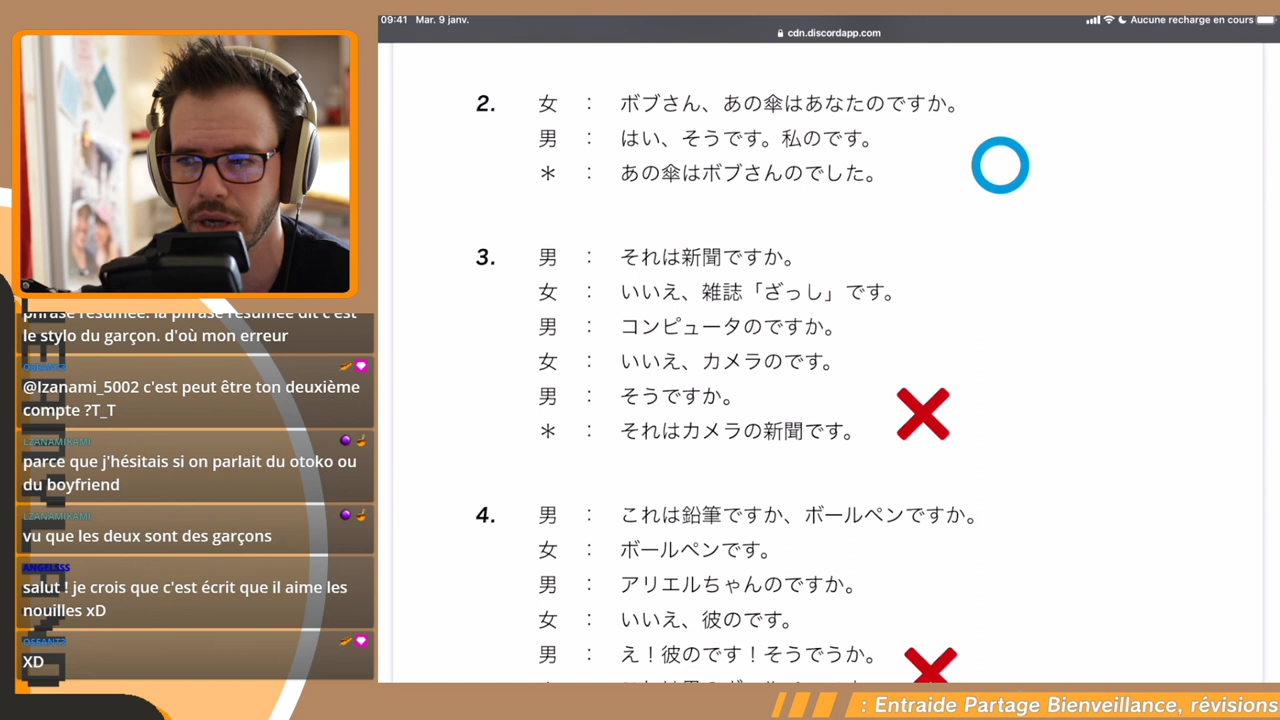 09:41 Mar. 9 janv.
Aucune recharge en cours
cdn.discordapp.com
2. 女 : ボブさん、あの傘はあなたのですか。
男 : はい、そうです。私のです。
＊ : あの傘はボブさんのでした。
3. 男 : それは新聞ですか。
女 : いいえ、雑誌「ざっし」です。
男 : コンピュータのですか。
女 : いいえ、カメラのです。
男 : そうですか。
＊ : それはカメラの新聞です。
4. 男 : これは鉛筆ですか、ボールペンですか。
女 : ボールペンです。
男 : アリエルちゃんのですか。
女 : いいえ、彼のです。
男 : え！彼のです！そうでうか。
phrase résumée. la phrase résumée dit c'est
le stylo du garçon. d'où mon erreur
@Izanami_5002 c'est peut être ton deuxième
compte ?T_T
LZANAMIKAMI
parce que j'hésitais si on parlait du otoko ou
du boyfriend
LZANAMIKAMI
vu que les deux sont des garçons
salut ! je crois que c'est écrit que il aime les
nouilles xD
XD
: Entraide Partage Bienveillance, révisions